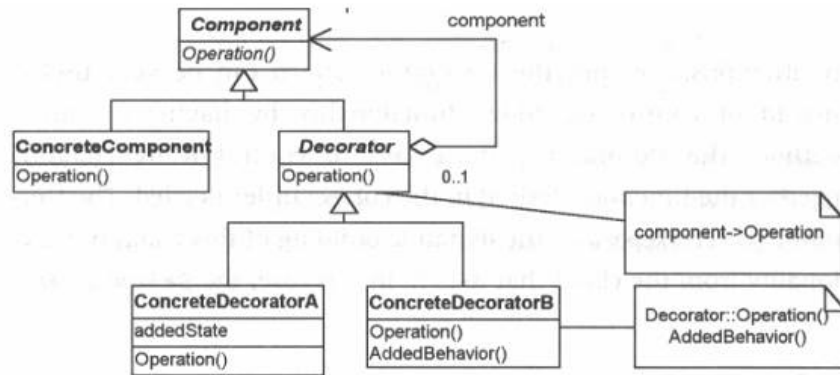 Component
component
Operation()
ConcreteComponent
Operation()
Decorator
Operation()
0..1
component->Operation
ConcreteDecoratorA
addedState
Operation()
ConcreteDecoratorB
Operation()
AddedBehavior()
Decorator::Operation()
AddedBehavior()